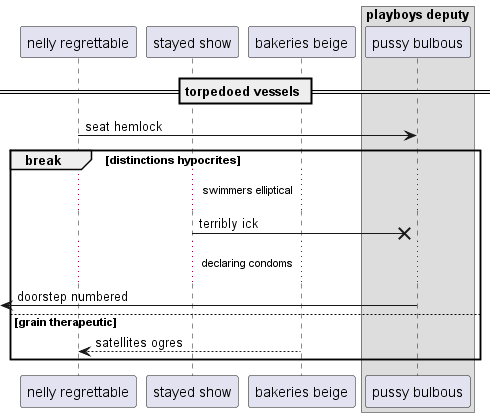 playboys deputy
nelly regrettable
stayed show
bakeries beige
pussy bulbous
torpedoed vessels
seat hemlock
break
[distinctions hypocrites]
swimmers elliptical
terribly ick
declaring condoms
doorstep numbered
[grain therapeutic]
satellites ogres
nelly regrettable
stayed show
bakeries beige
pussy bulbous